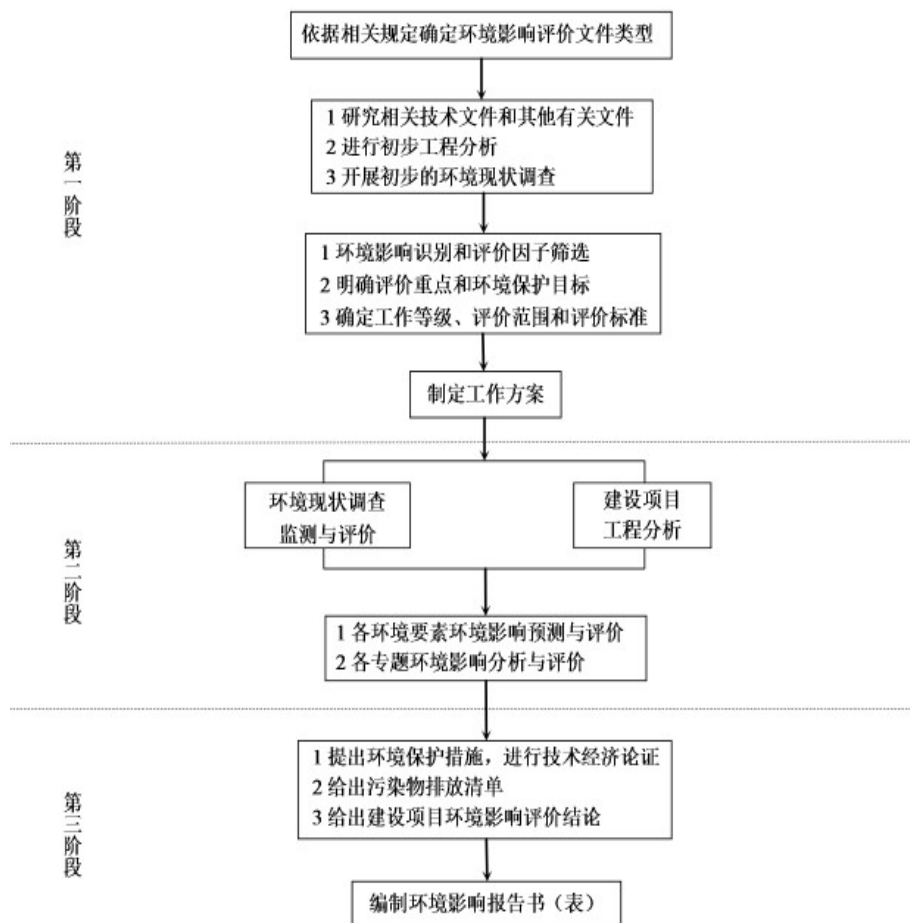 依据相关规定确定环境影响评价文件类型
1 研究相关技术文件和其他有关文件
2 进行初步工程分析
3 开展初步的环境现状调查
第一阶段
1 环境影响识别和评价因子筛选
2 明确评价重点和环境保护目标
3 确定工作等级、评价范围和评价标准
制定工作方案
环境现状调查
监测与评价
建设项目
工程分析
第二阶段
1 各环境要素环境影响预测与评价
2 各专题环境影响分析与评价
1 提出环境保护措施，进行技术经济论证
2 给出污染物排放清单
3 给出建设项目环境影响评价结论
第三阶段
编制环境影响报告书（表）